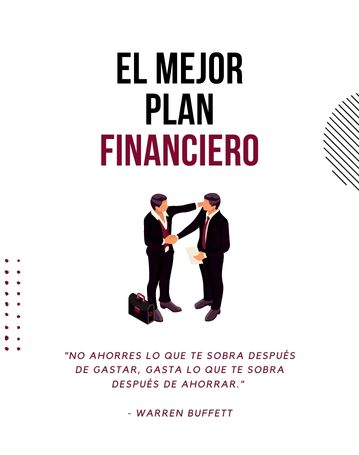 EL MEJOR
PLAN
FINANCIERO
"NO AHORRES LO QUE TE SOBRA DESPUÉS
DE GASTAR, GASTA LO QUE TE SOBRA
DESPUÉS DE AHORRAR."
- WARREN BUFFETT